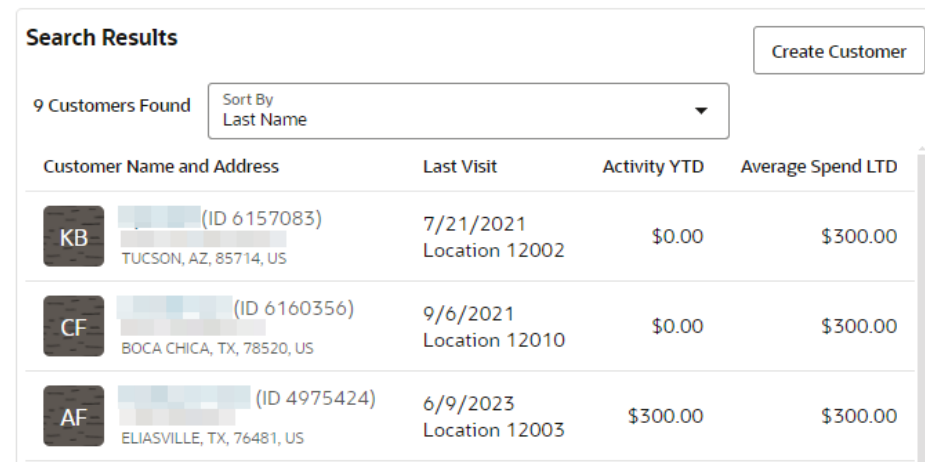 Search Results
Create Customer
9 Customers Found
Sort By
Last Name
Customer Name and Address Last Visit Activity YTD Average Spend LTD
KB (ID 6157083) 7/21/2021 $0.00 $300.00
TUCSON, AZ, 85714, US Location 12002
CF (ID 6160356) 9/6/2021 $0.00 $300.00
BOCA CHICA, TX, 78520, US Location 12010
AF (ID 4975424) 6/9/2023 $300.00 $300.00
ELIASVILLE, TX, 76481, US Location 12003